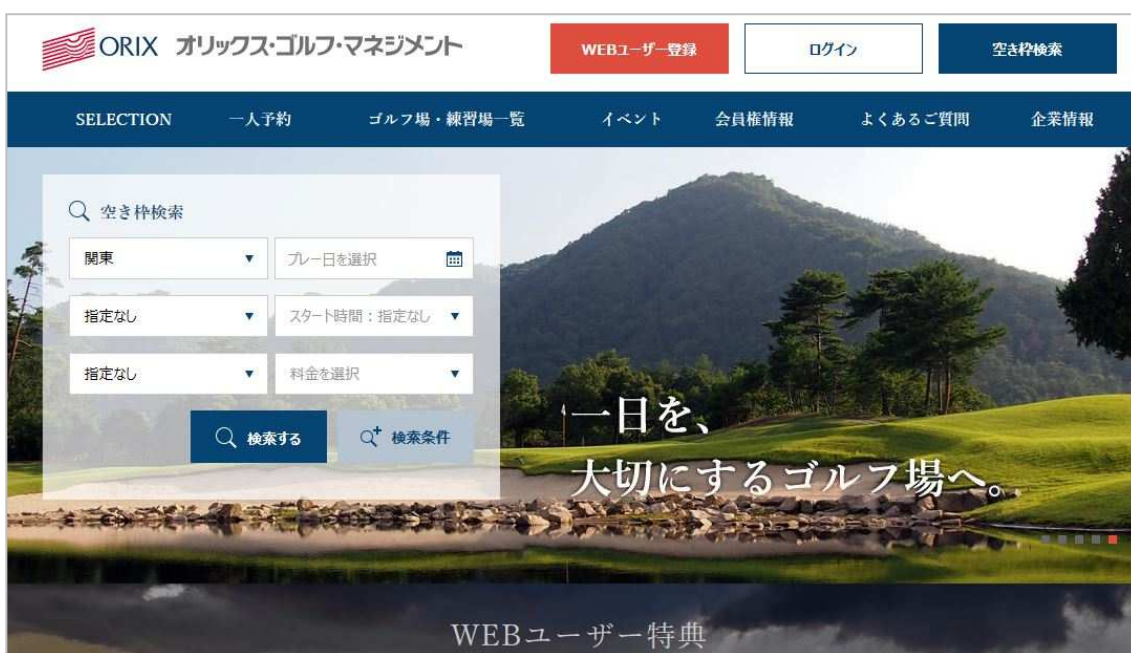 ORIX オリックス・ゴルフ・マネジメント
WEBユーザー登録
ログイン
空き枠検索
SELECTION 一人予約 ゴルフ場・練習場一覧 イベント 会員権情報 よくあるご質問 企業情報
空き枠検索
関東 プレー日を選択
指定なし スタート時間：指定なし
指定なし 料金を選択
検索する 検索条件
一日を、
大切にするゴルフ場へ。
WEBユーザー特典